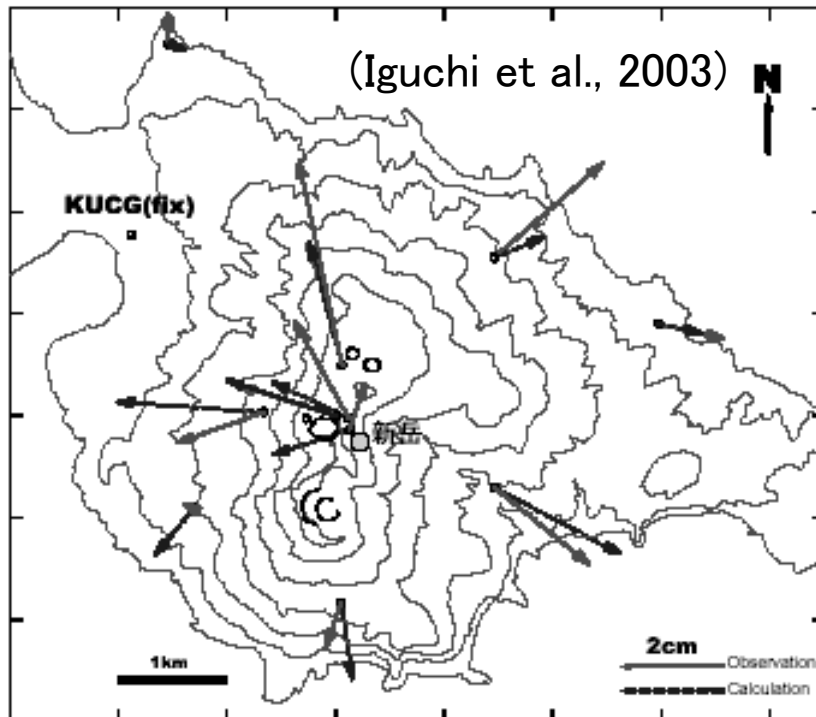 (Iguchi et al., 2003)
N
KUCG(fix)
新岳
1km
2cm
Observation
Calculation